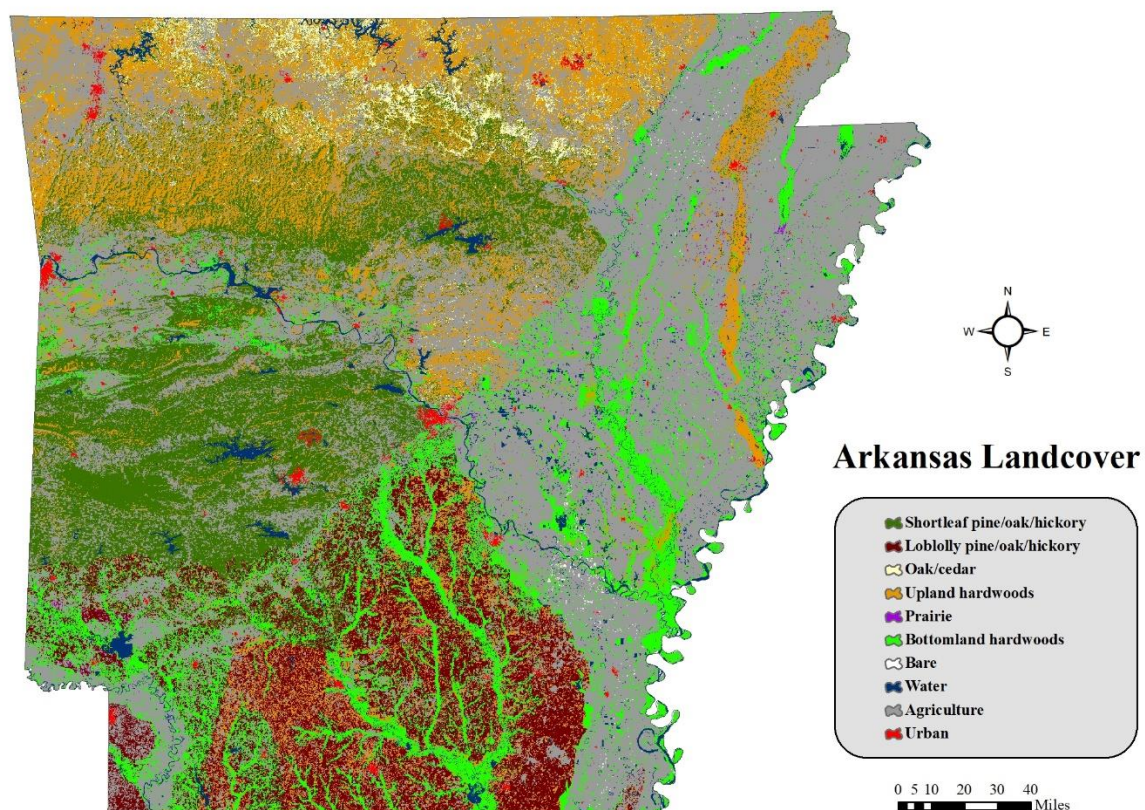 N
W E
S
Arkansas Landcover
Shortleaf pine/oak/hickory
Loblolly pine/oak/hickory
Oak/cedar
Upland hardwoods
Prairie
Bottomland hardwoods
Bare
Water
Agriculture
Urban
0 5 10 20 30 40
Miles